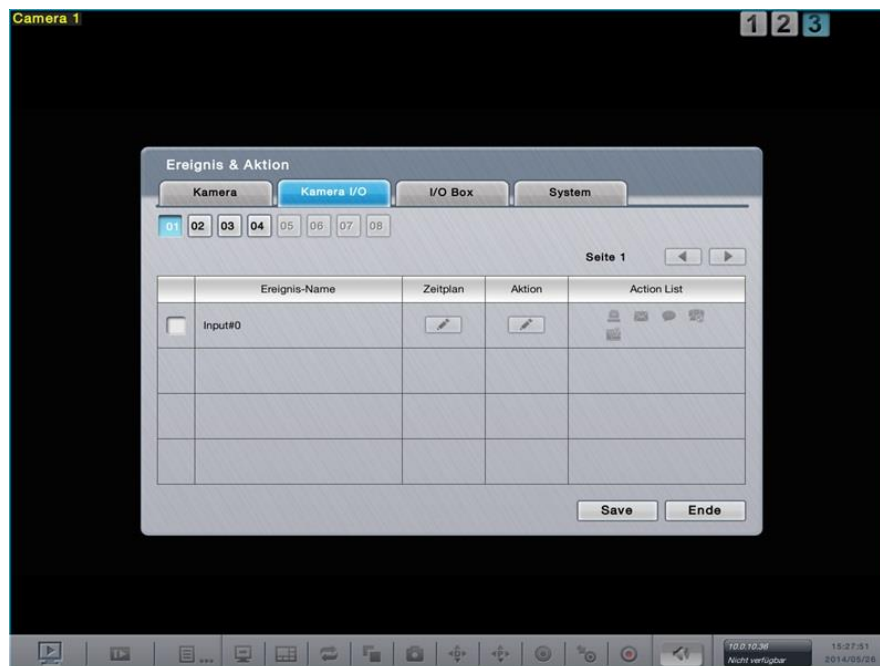 Camera 1
1 2 3
Ereignis & Aktion
Kamera Kamera I/O I/O Box System
01 02 03 04 05 06 07 08
Seite 1
Ereignis-Name Zeitplan Aktion Action List
Input#0
Save Ende
10.0.10.36 15:27:51
Nicht verfügbar 2014/05/26